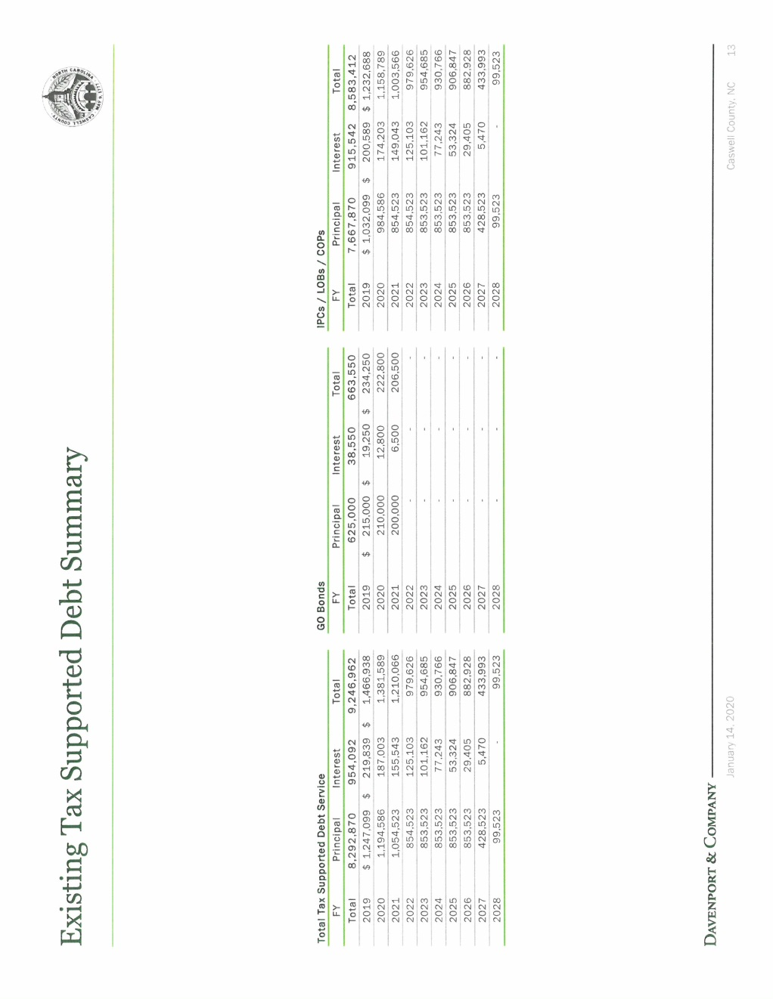 Existing Tax Supported Debt Summary
NORTH CAROLINA
CASWELL COUNTY
MAY 9, 1777
Total Tax Supported Debt Service
FY Principal Interest Total
Total 8,292,870 954,092 9,246,962
2019 $ 1,247,099 $ 219,839 $ 1,466,938
2020 1,194,586 187,003 1,381,589
2021 1,054,523 155,543 1,210,066
2022 854,523 125,103 979,626
2023 853,523 101,162 954,685
2024 853,523 77,243 930,766
2025 853,523 53,324 906,847
2026 853,523 29,405 882,928
2027 428,523 5,470 433,993
2028 99,523 - 99,523
GO Bonds
FY Principal Interest Total
Total 625,000 38,550 663,550
2019 $ 215,000 $ 19,250 $ 234,250
2020 210,000 12,800 222,800
2021 200,000 6,500 206,500
2022 - - -
2023 - - -
2024 - - -
2025 - - -
2026 - - -
2027 - - -
2028 - - -
IPCs / LOBs / COPs
FY Principal Interest Total
Total 7,667,870 915,542 8,583,412
2019 $ 1,032,099 $ 200,589 $ 1,232,688
2020 984,586 174,203 1,158,789
2021 854,523 149,043 1,003,566
2022 854,523 125,103 979,626
2023 853,523 101,162 954,685
2024 853,523 77,243 930,766
2025 853,523 53,324 906,847
2026 853,523 29,405 882,928
2027 428,523 5,470 433,993
2028 99,523 - 99,523
DAVENPORT & COMPANY
January 14, 2020
Caswell County, NC 13